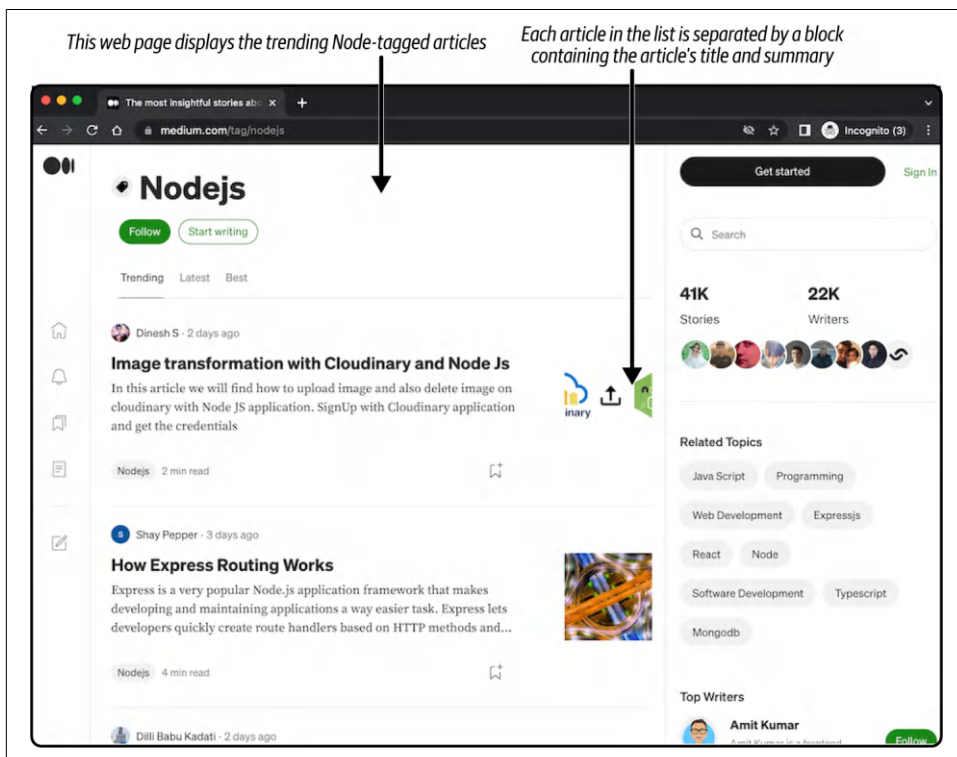 This web page displays the trending Node-tagged articles
Each article in the list is separated by a block
containing the article's title and summary
The most insightful stories abo
medium.com/tag/nodejs
Incognito (3)
Nodejs
Follow
Start writing
Trending Latest Best
Dinesh S · 2 days ago
Image transformation with Cloudinary and Node Js
In this article we will find how to upload image and also delete image on
cloudinary with Node JS application. SignUp with Cloudinary application
and get the credentials
inary
Nodejs 2 min read
S
Shay Pepper · 3 days ago
How Express Routing Works
Express is a very popular Node.js application framework that makes
developing and maintaining applications a way easier task. Express lets
developers quickly create route handlers based on HTTP methods and...
Nodejs 4 min read
Dilli Babu Kadati · 2 days ago
Get started
Sign In
Search
41K 22K
Stories Writers
Related Topics
Java Script Programming
Web Development Expressjs
React Node
Software Development Typescript
Mongodb
Top Writers
Amit Kumar
Amit Kumar is a frontend
Follow